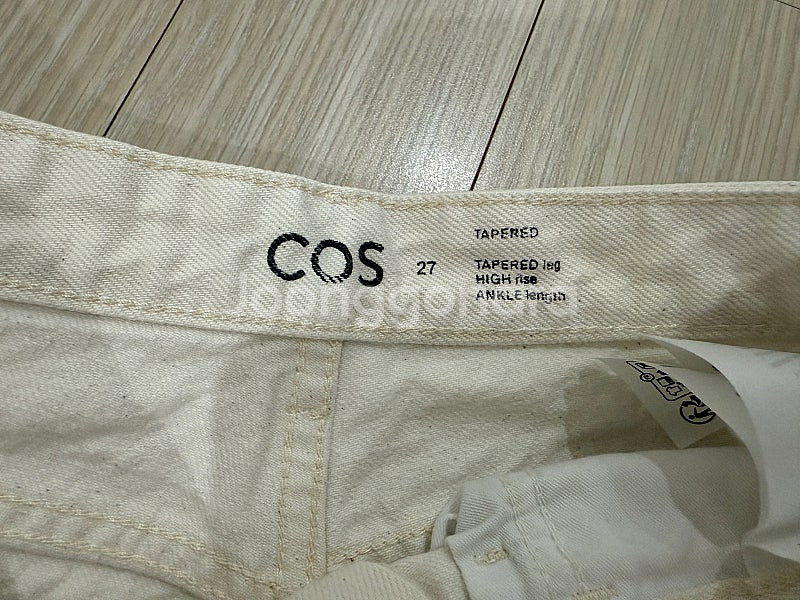 COS
27
TAPERED
TAPERED leg
HIGH rise
ANKLE length